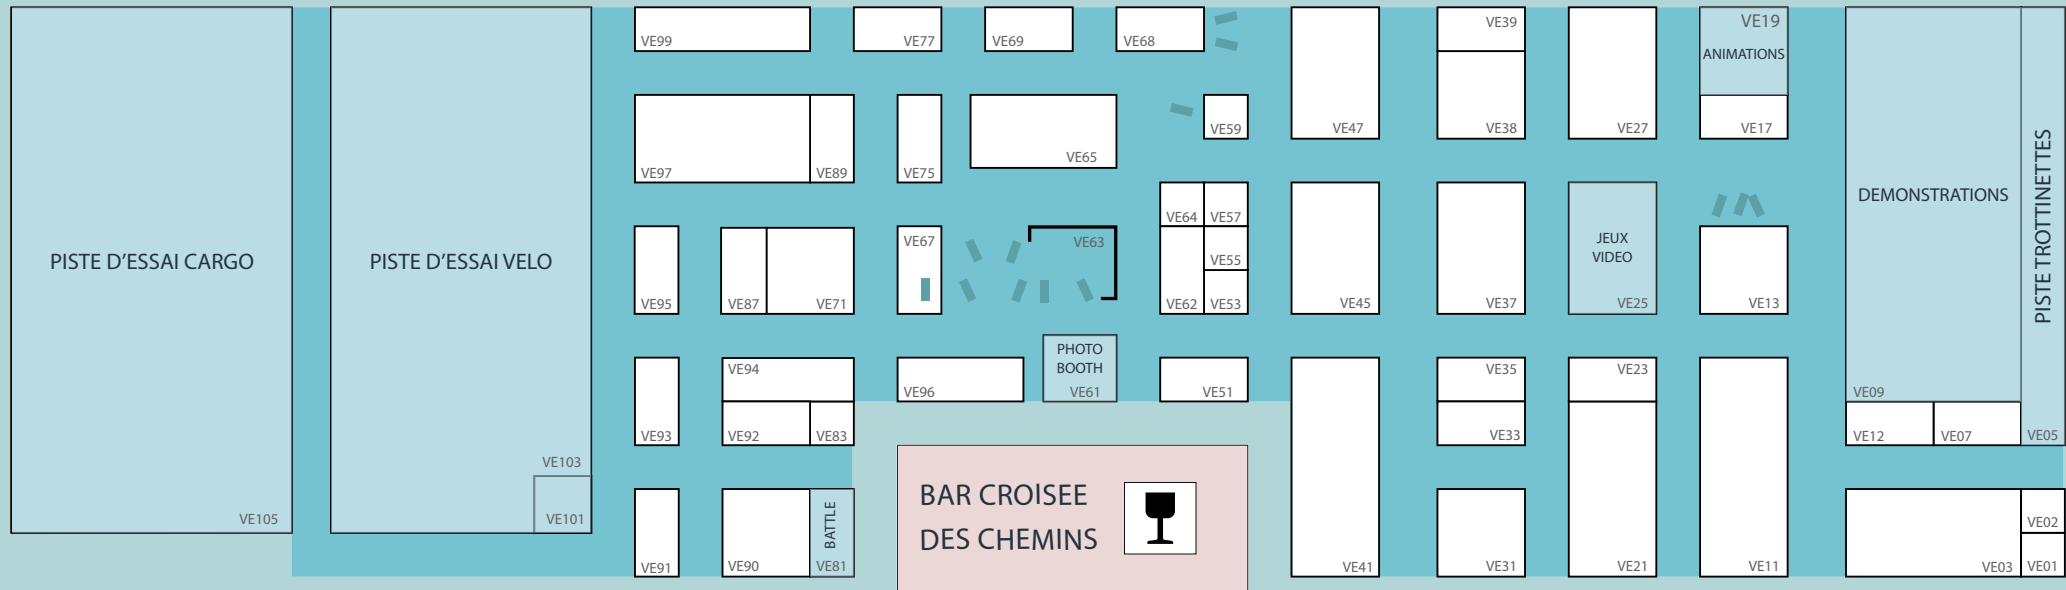 VE99
VE77
VE69
VE68
VE39
VE19
ANIMATIONS
VE97
VE89
VE75
VE65
VE59
VE47
VE38
VE27
VE17
PISTE D'ESSAI CARGO
VE105
PISTE D'ESSAI VELO
VE103
VE101
VE95
VE87
VE71
VE67
VE63
VE64
VE57
VE55
VE62
VE53
VE45
VE37
JEUX
VIDEO
VE25
VE13
DEMONSTRATIONS
VE09
PISTE TROTTINETTES
VE05
VE93
VE94
VE92
VE83
VE96
PHOTO
BOOTH
VE61
VE51
VE35
VE33
VE23
VE12
VE07
VE91
VE90
BATTLE
VE81
BAR CROISEE
DES CHEMINS
VE41
VE31
VE21
VE11
VE03
VE02
VE01